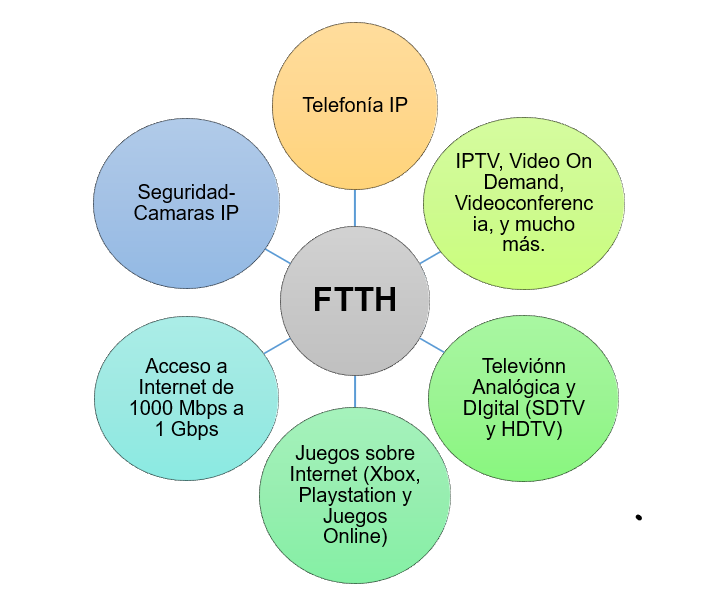 Telefonía IP
IPTV, Video On
Demand,
Videoconferenc
ia, y mucho
más.
Televiónn
Analógica y
DIgital (SDTV
y HDTV)
Juegos sobre
Internet (Xbox,
Playstation y
Juegos
Online)
Acceso a
Internet de
1000 Mbps a
1 Gbps
Seguridad-
Camaras IP
FTTH